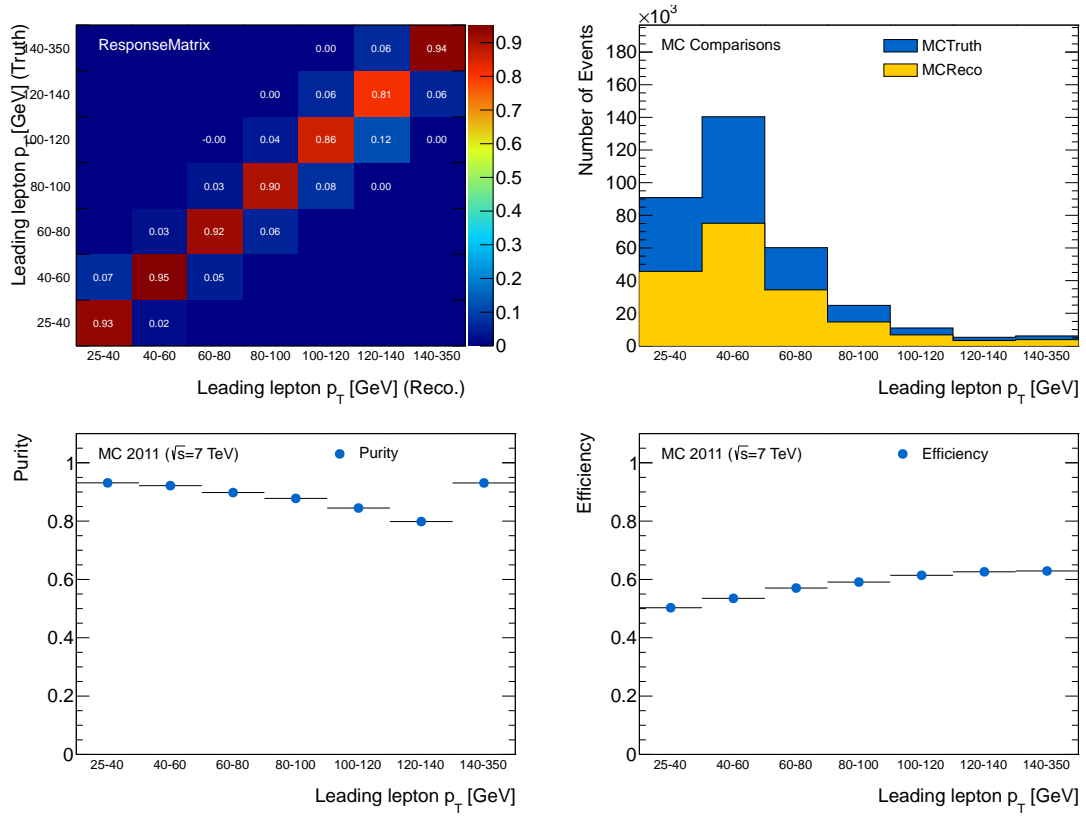 ResponseMatrix
Leading lepton p_T [GeV] (Truth)
140-350
120-140
100-120
80-100
60-80
40-60
25-40
0.00 0.06 0.94
0.00 0.06 0.81 0.06
-0.00 0.04 0.86 0.12 0.00
0.03 0.90 0.08 0.00
0.03 0.92 0.06
0.07 0.95 0.05
0.93 0.02
25-40 40-60 60-80 80-100 100-120 120-140 140-350
Leading lepton p_T [GeV] (Reco.)
0.9
0.8
0.7
0.6
0.5
0.4
0.3
0.2
0.1
0
×10³
MC Comparisons
MCTruth
MCReco
Number of Events
180
160
140
120
100
80
60
40
20
0
25-40 40-60 60-80 80-100 100-120 120-140 140-350
Leading lepton p_T [GeV]
MC 2011 (√s=7 TeV)
Purity
Purity
1
0.8
0.6
0.4
0.2
0
25-40 40-60 60-80 80-100 100-120 120-140 140-350
Leading lepton p_T [GeV]
MC 2011 (√s=7 TeV)
Efficiency
Efficiency
1
0.8
0.6
0.4
0.2
0
25-40 40-60 60-80 80-100 100-120 120-140 140-350
Leading lepton p_T [GeV]